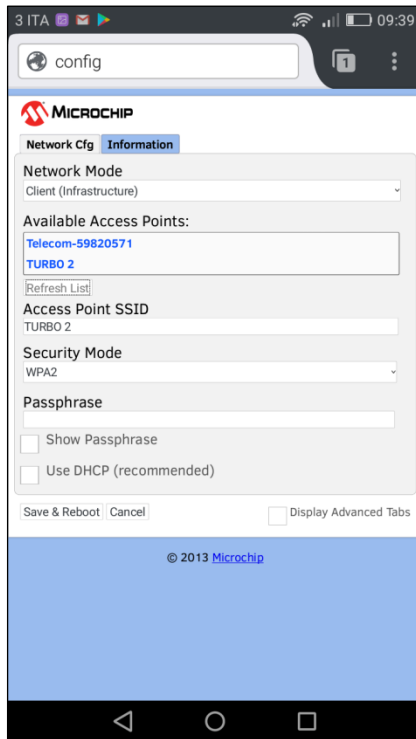 3 ITA 09:39
config 1
MICROCHIP
Network Cfg Information
Network Mode
Client (Infrastructure)
Available Access Points:
Telecom-59820571
TURBO 2
Refresh List
Access Point SSID
TURBO 2
Security Mode
WPA2
Passphrase
Show Passphrase
Use DHCP (recommended)
Save & Reboot Cancel Display Advanced Tabs
© 2013 Microchip